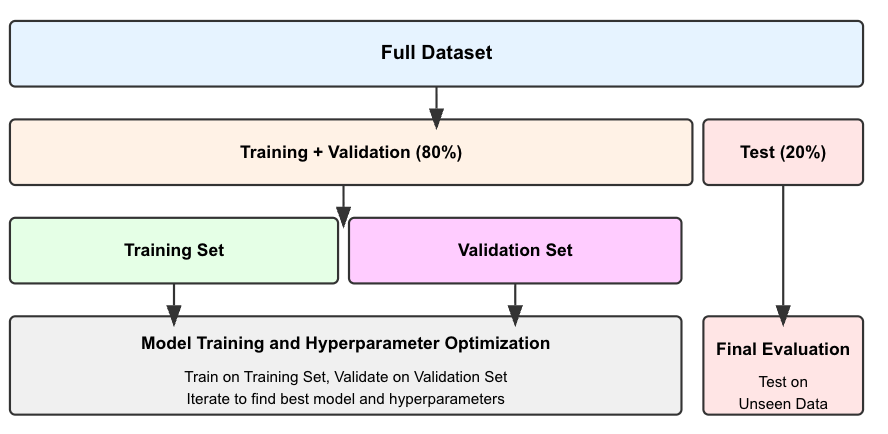 Full Dataset
Training + Validation (80%)
Test (20%)
Training Set
Validation Set
Model Training and Hyperparameter Optimization
Train on Training Set, Validate on Validation Set
Iterate to find best model and hyperparameters
Final Evaluation
Test on
Unseen Data